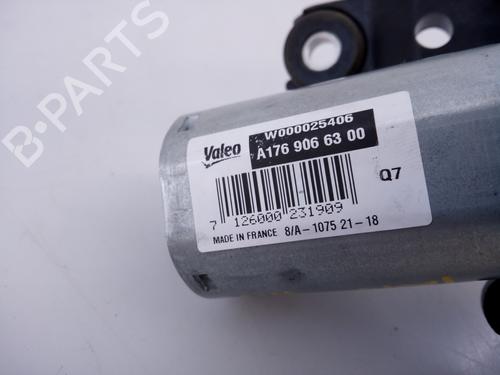 W000025406
Valeo
A176 906 63 00
Q7
7 126000 231909
MADE IN FRANCE 8/A-1075 21-18
B-PARTS